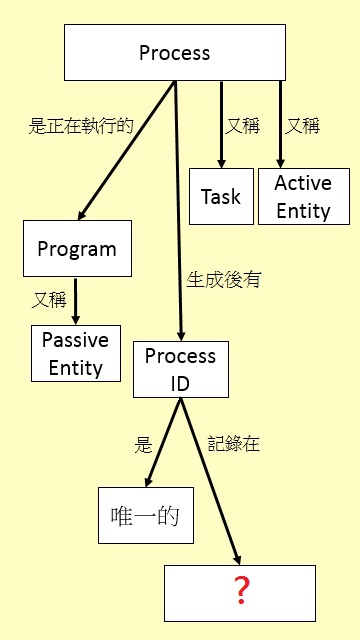 Process
是正在執行的
又稱
又稱
Task
Active
Entity
Program
生成後有
又稱
Passive
Entity
Process
ID
是
記錄在
唯一的
?